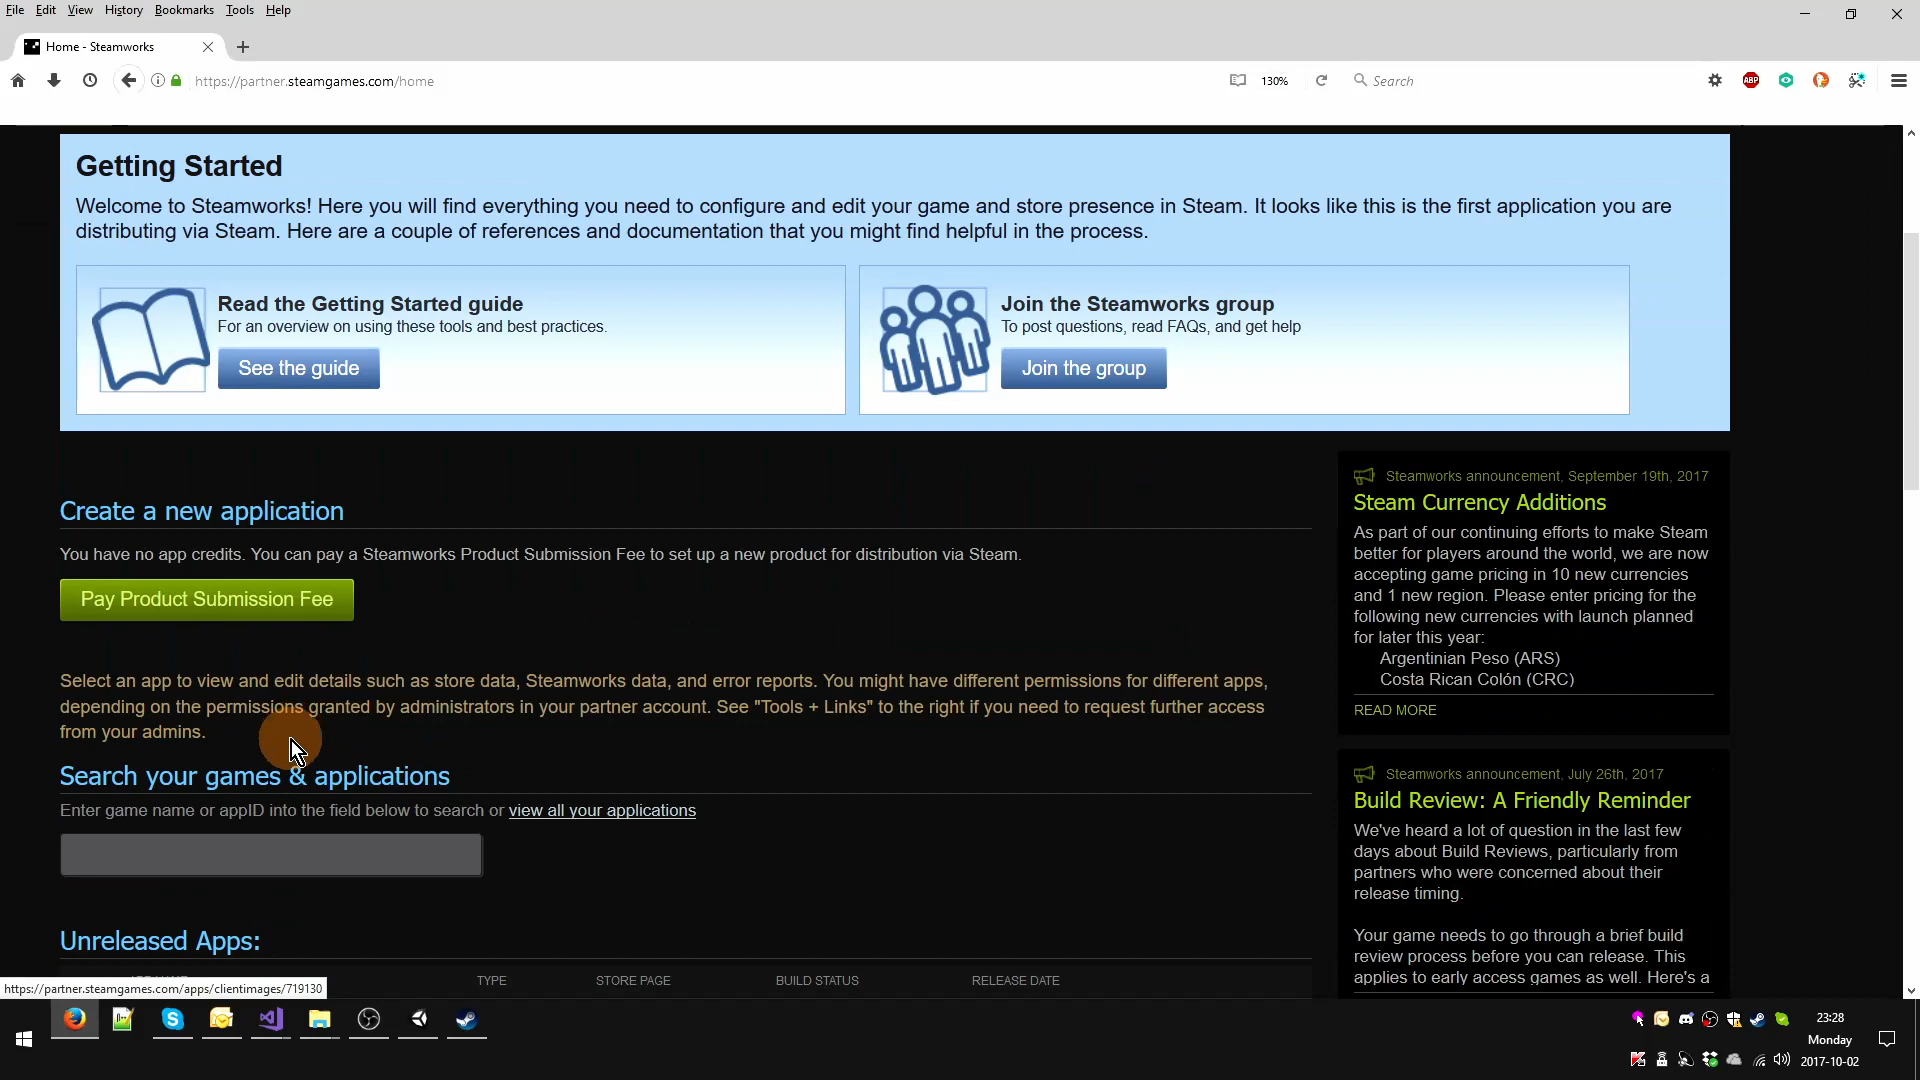 File Edit View History Bookmarks Tools Help
Home - Steamworks
https://partner.steamgames.com/home
130%
Search
ABP
Getting Started
Welcome to Steamworks! Here you will find everything you need to configure and edit your game and store presence in Steam. It looks like this is the first application you are
distributing via Steam. Here are a couple of references and documentation that you might find helpful in the process.
Read the Getting Started guide
For an overview on using these tools and best practices.
See the guide
Join the Steamworks group
To post questions, read FAQs, and get help
Join the group
Create a new application
You have no app credits. You can pay a Steamworks Product Submission Fee to set up a new product for distribution via Steam.
Pay Product Submission Fee
Select an app to view and edit details such as store data, Steamworks data, and error reports. You might have different permissions for different apps,
depending on the permissions granted by administrators in your partner account. See "Tools + Links" to the right if you need to request further access
from your admins.
Search your games & applications
Enter game name or appID into the field below to search or view all your applications
Unreleased Apps:
TYPE STORE PAGE BUILD STATUS RELEASE DATE
https://partner.steamgames.com/apps/clientimages/719130
Steamworks announcement, September 19th, 2017
Steam Currency Additions
As part of our continuing efforts to make Steam
better for players around the world, we are now
accepting game pricing in 10 new currencies
and 1 new region. Please enter pricing for the
following new currencies with launch planned
for later this year:
Argentinian Peso (ARS)
Costa Rican Colón (CRC)
READ MORE
Steamworks announcement, July 26th, 2017
Build Review: A Friendly Reminder
We've heard a lot of question in the last few
days about Build Reviews, particularly from
partners who were concerned about their
release timing.
Your game needs to go through a brief build
review process before you can release. This
applies to early access games as well. Here's a
23:28
Monday
2017-10-02